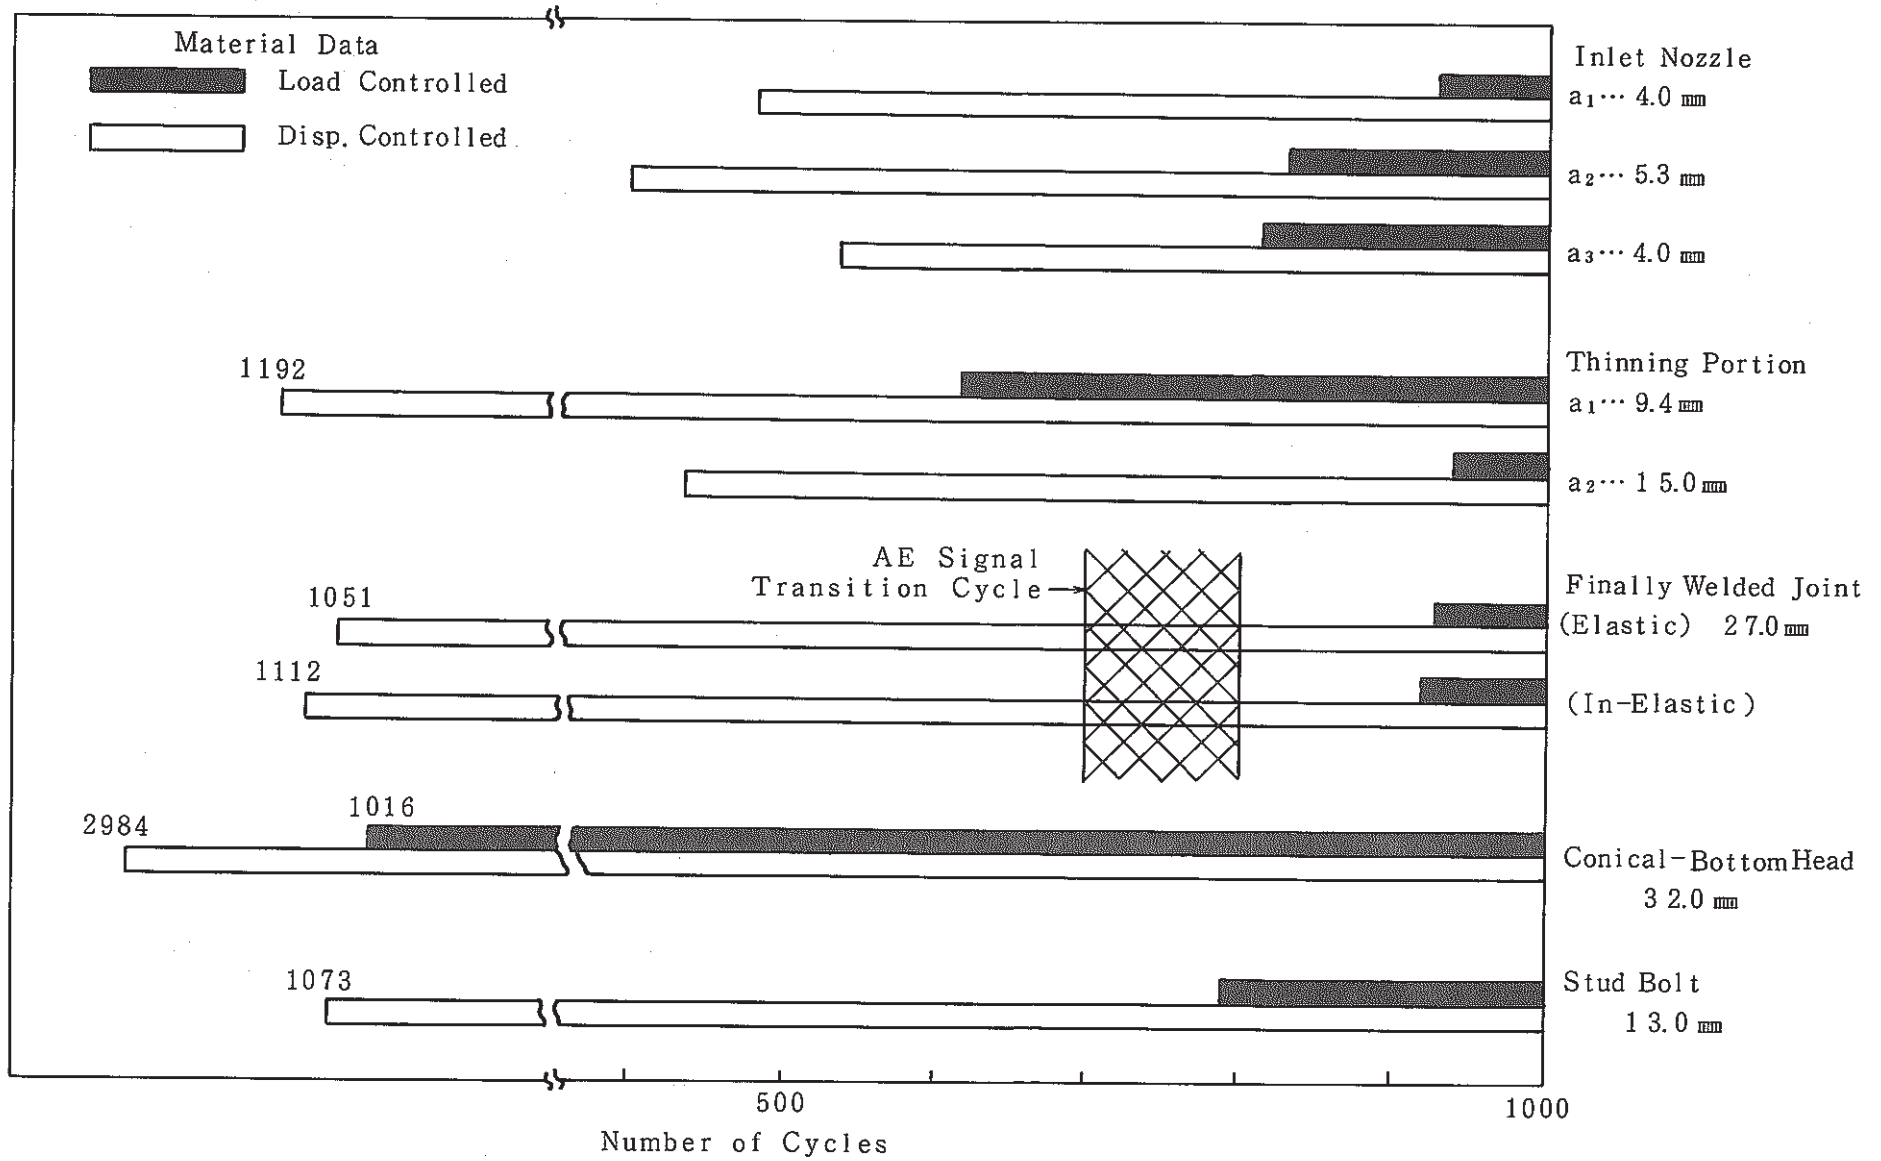 Material Data
Load Controlled
Disp. Controlled
Inlet Nozzle
a₁… 4.0 ㎜
a₂… 5.3 ㎜
a₃… 4.0 ㎜
1192
Thinning Portion
a₁… 9.4 ㎜
a₂… 15.0 ㎜
AE Signal
Transition Cycle
1051
Finally Welded Joint
(Elastic) 27.0 ㎜
1112
(In-Elastic)
2984
1016
Conical-Bottom Head
32.0 ㎜
1073
Stud Bolt
13.0 ㎜
500
1000
Number of Cycles